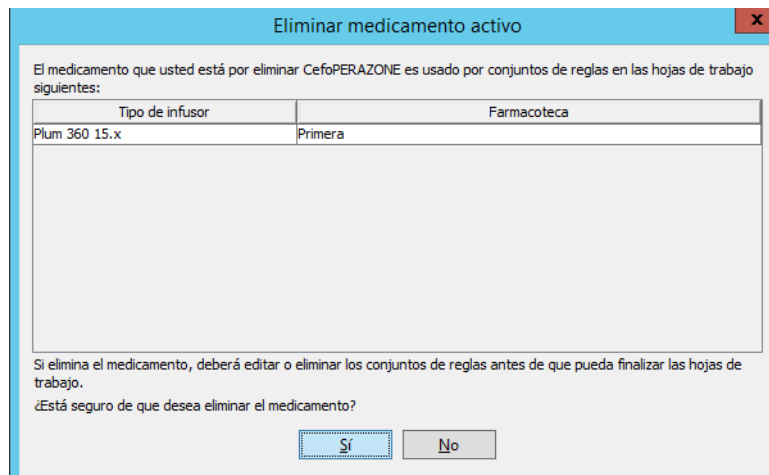 Eliminar medicamento activo
x
El medicamento que usted está por eliminar CefoPERAZONE es usado por conjuntos de reglas en las hojas de trabajo
siguientes:
Tipo de infusor Farmacoteca
Plum 360 15.x Primera
Si elimina el medicamento, deberá editar o eliminar los conjuntos de reglas antes de que pueda finalizar las hojas de
trabajo.
¿Está seguro de que desea eliminar el medicamento?
Sí No